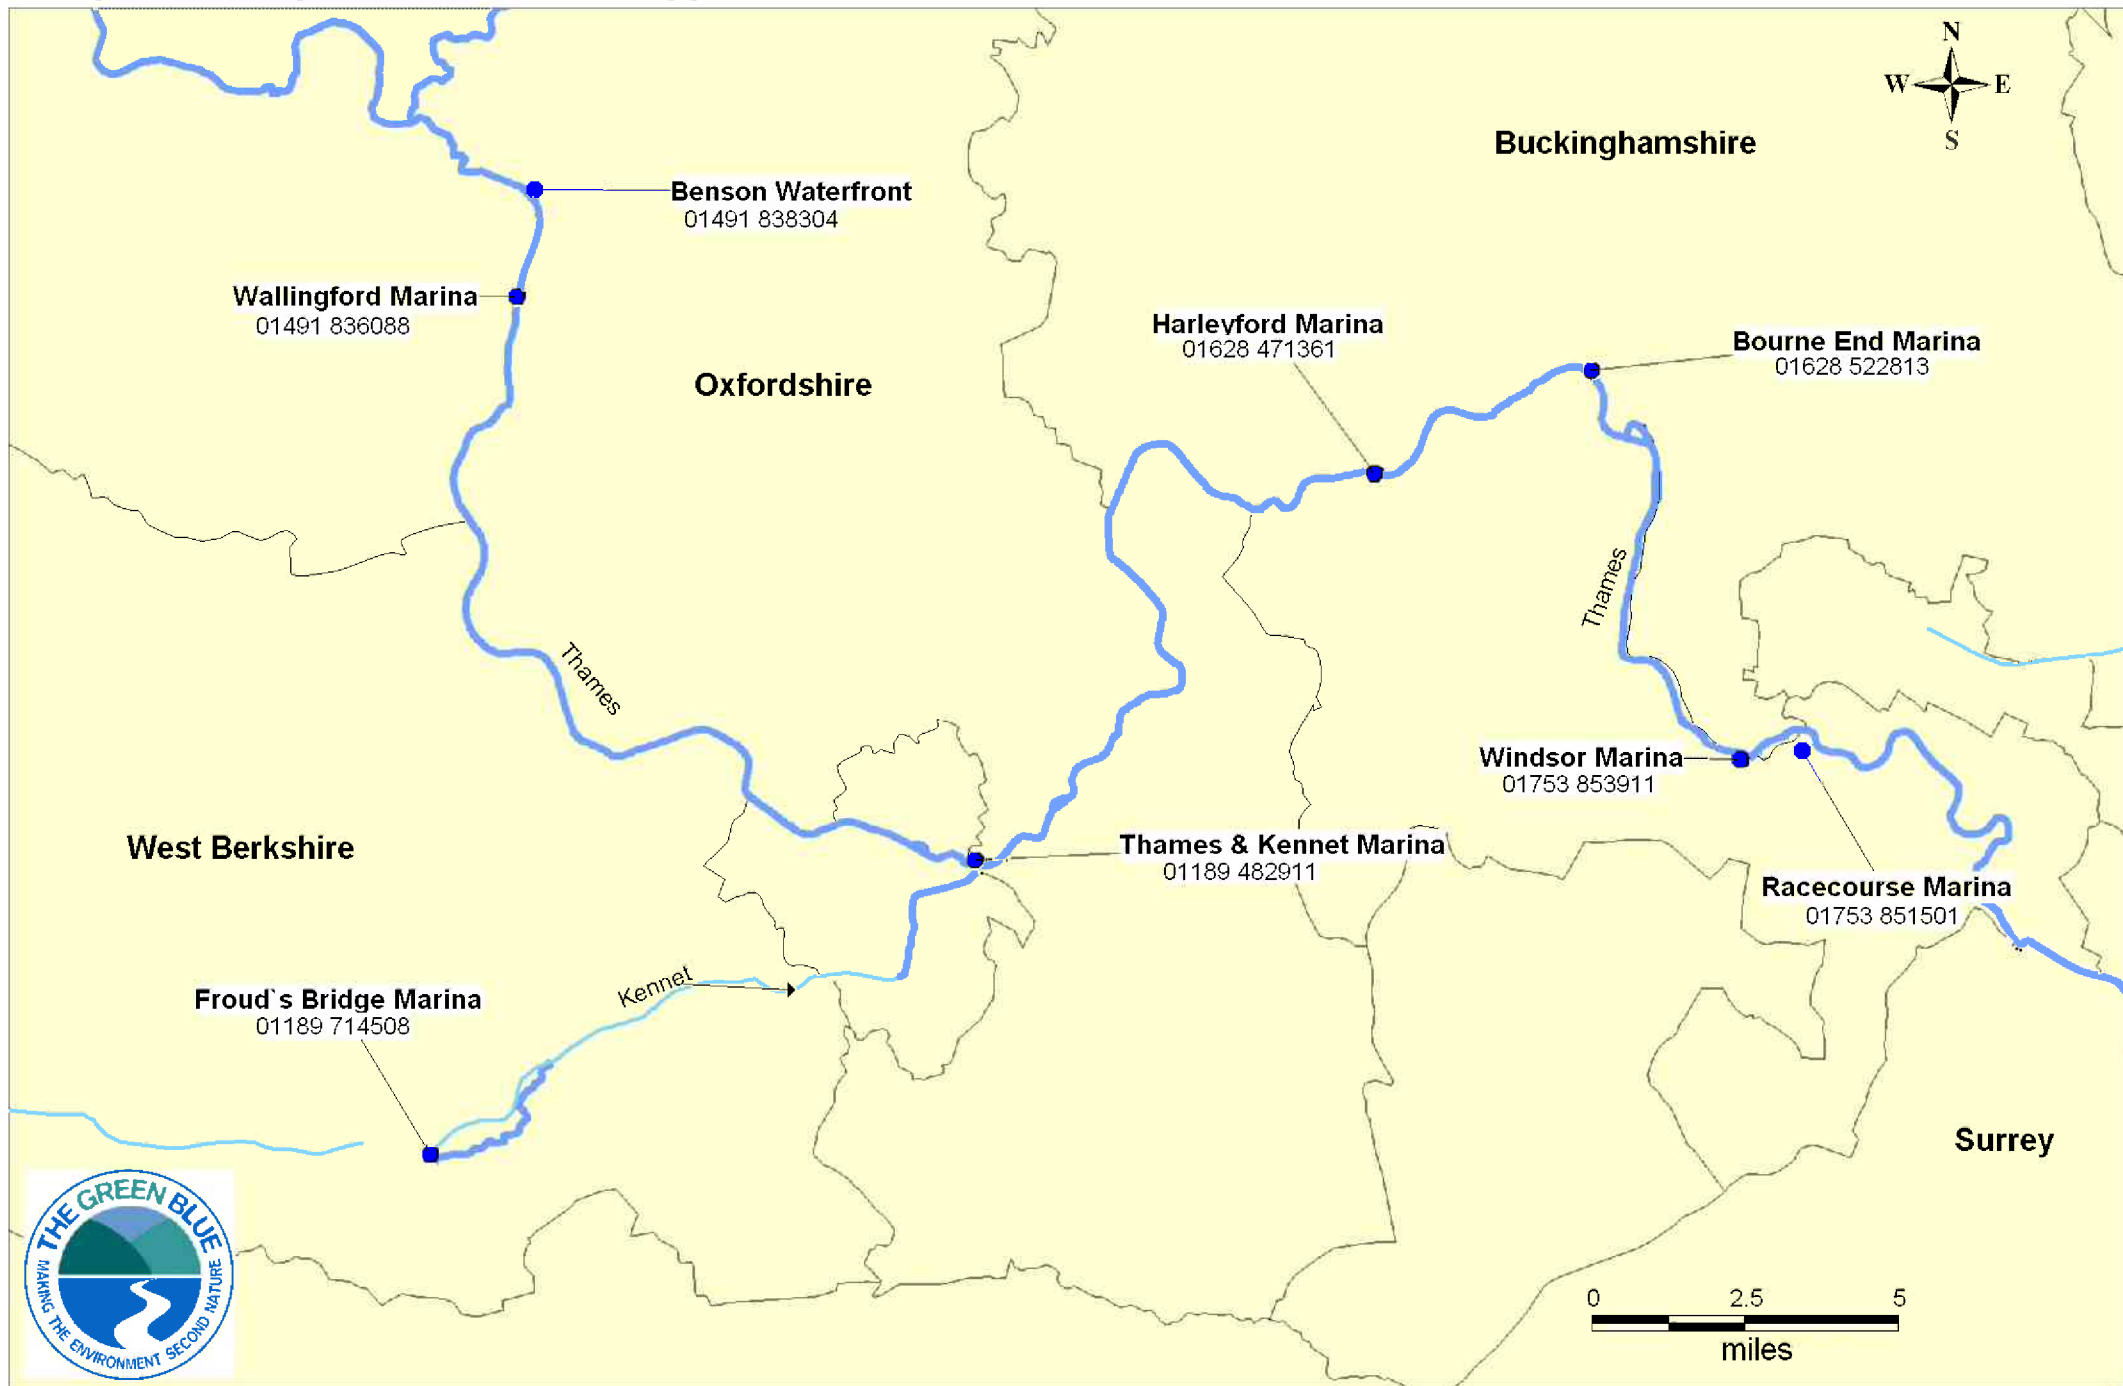 N
W E
S
Buckinghamshire
Benson Waterfront
01491 838304
Wallingford Marina
01491 836088
Harleyford Marina
01628 471361
Bourne End Marina
01628 522813
Oxfordshire
Thames
Thames
Windsor Marina
01753 853911
West Berkshire
Thames & Kennet Marina
01189 482911
Racecourse Marina
01753 851501
Kennet
Froud`s Bridge Marina
01189 714508
Surrey
THE GREEN BLUE
MAKING THE ENVIRONMENT SECOND NATURE
0 2.5 5
miles